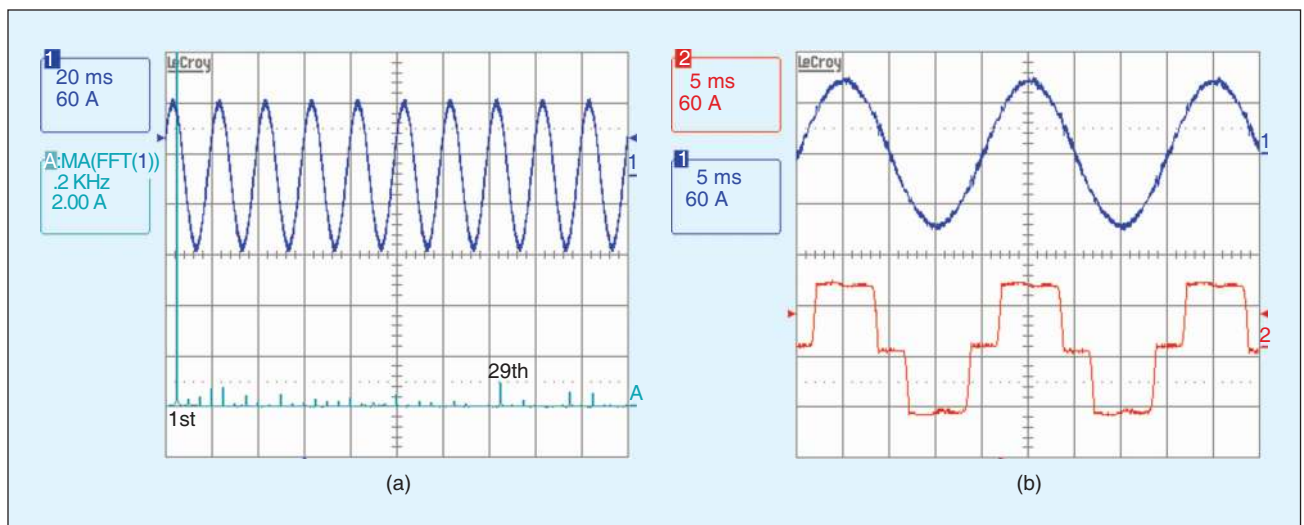 1
20 ms
60 A
A:MA(FFT(1))
.2 KHz
2.00 A
LeCroy
1
29th
A
1st
(a)
2
5 ms
60 A
1
5 ms
60 A
LeCroy
1
2
(b)